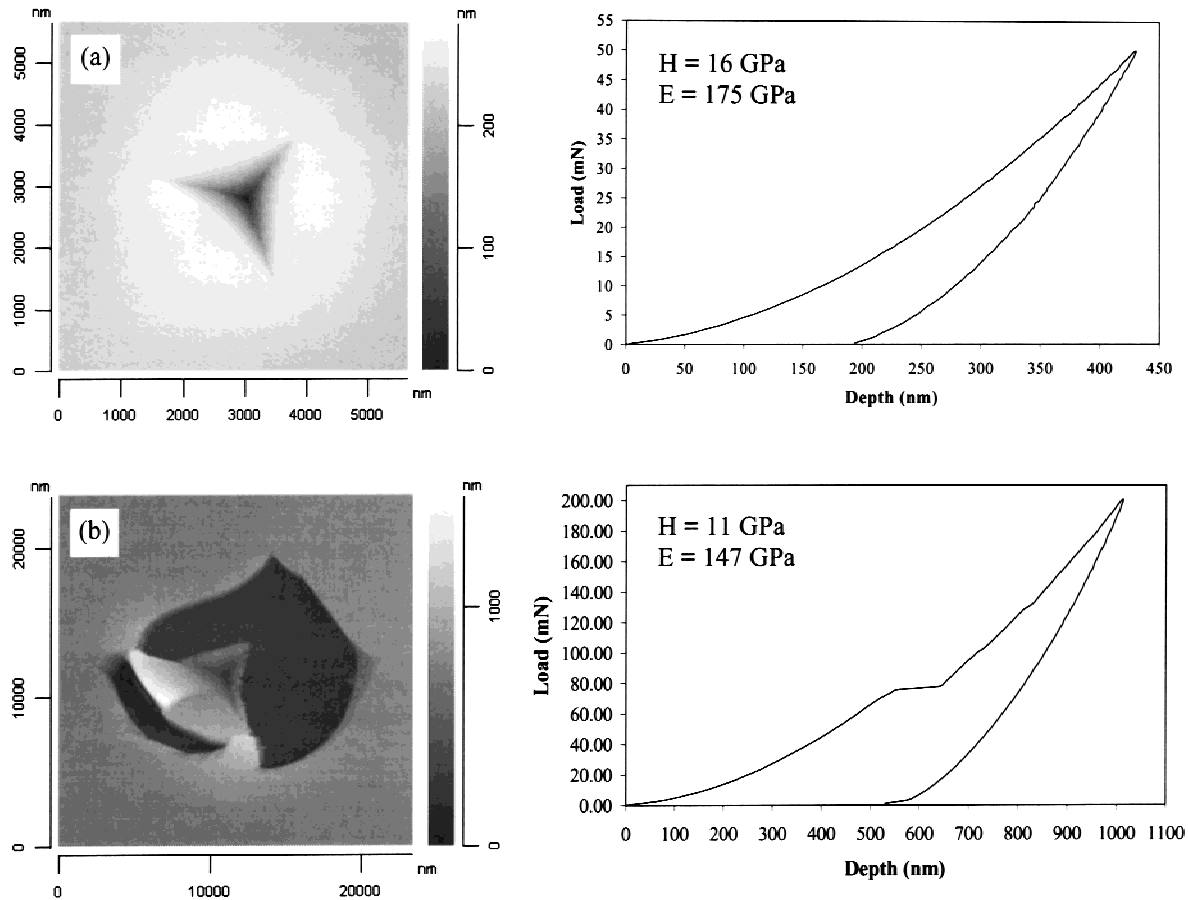 nm
nm
(a)
5000
4000
3000
2000
1000
0
200
100
0
nm
0 1000 2000 3000 4000 5000
H = 16 GPa
E = 175 GPa
Load (mN)
55
50
45
40
35
30
25
20
15
10
5
0
0 50 100 150 200 250 300 350 400 450
Depth (nm)
nm
nm
(b)
20000
10000
0
1000
0
nm
0 10000 20000
H = 11 GPa
E = 147 GPa
Load (mN)
200.00
180.00
160.00
140.00
120.00
100.00
80.00
60.00
40.00
20.00
0.00
0 100 200 300 400 500 600 700 800 900 1000 1100
Depth (nm)